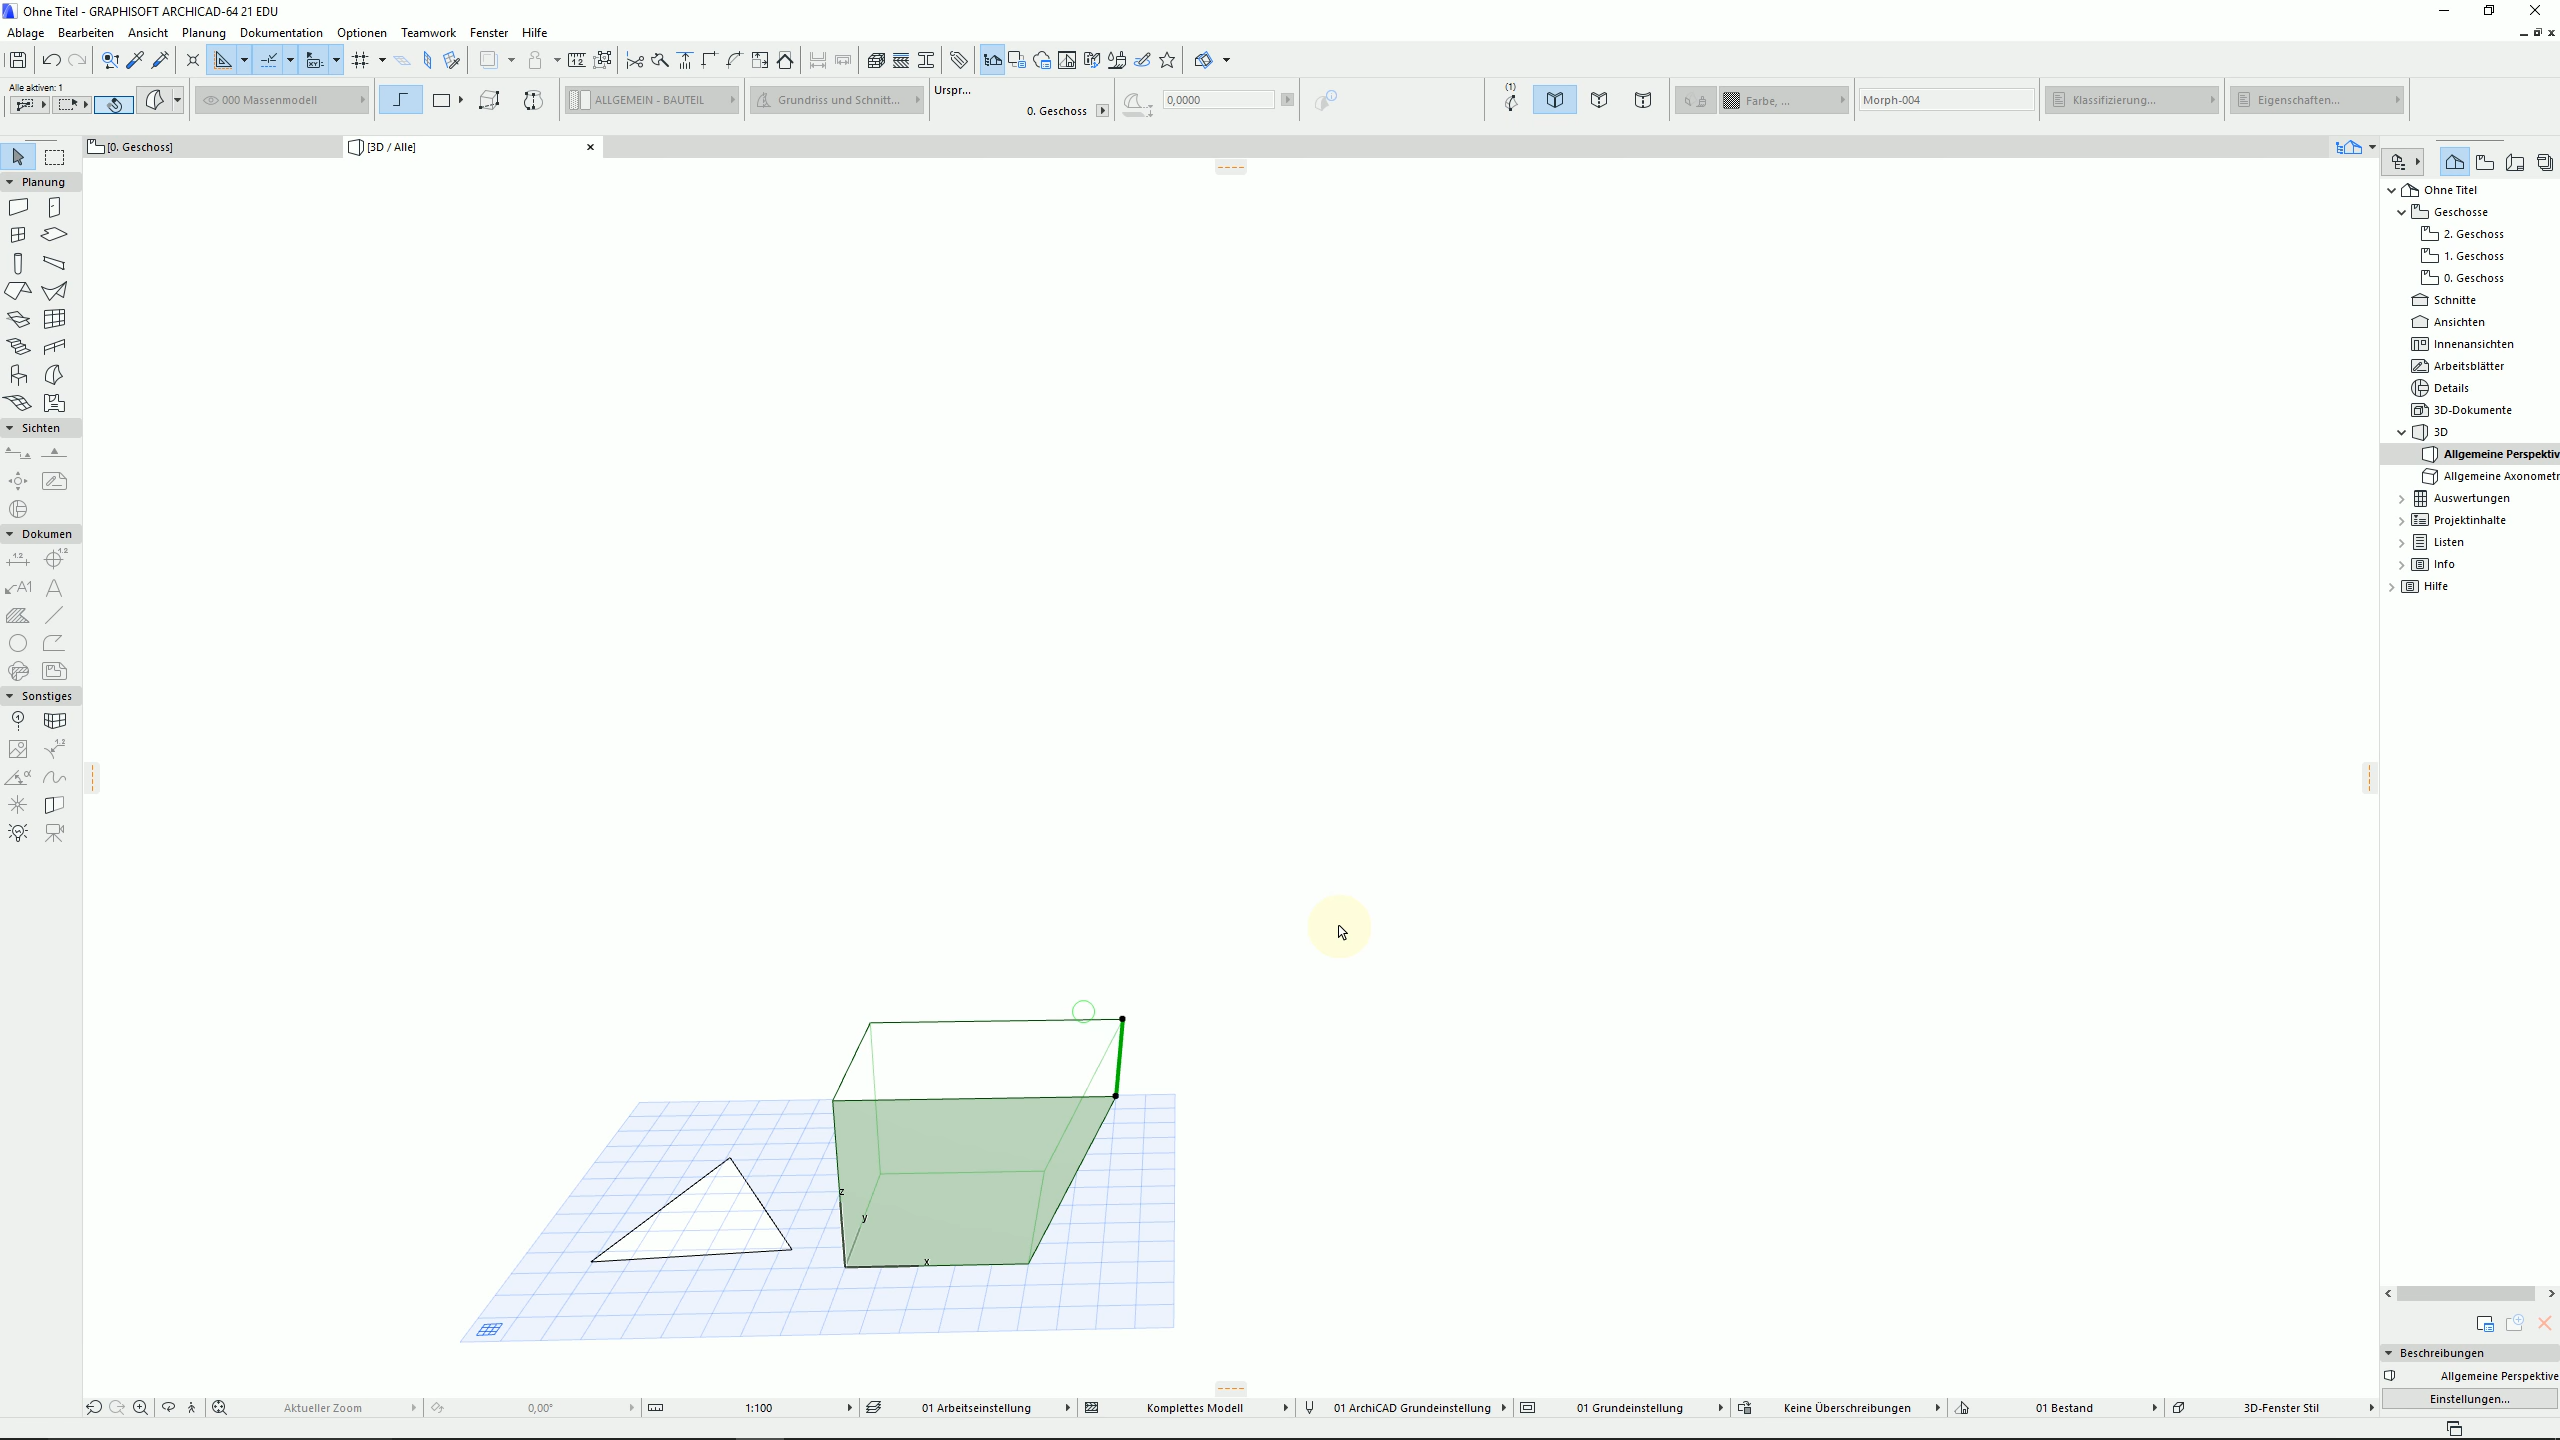 Ohne Titel - GRAPHISOFT ARCHICAD-64 21 EDU
Ablage Bearbeiten Ansicht Planung Dokumentation Optionen Teamwork Fenster Hilfe
Alle aktiven: 1
000 Massenmodell
ALLGEMEIN - BAUTEIL
Grundriss und Schnitt...
Urspr...
0. Geschoss
0,0000
(1)
Farbe, ...
Morph-004
Klassifizierung...
Eigenschaften...
[0. Geschoss]
[3D / Alle]
Planung
Sichten
Dokumen
Sonstiges
Ohne Titel
Geschosse
2. Geschoss
1. Geschoss
0. Geschoss
Schnitte
Ansichten
Innenansichten
Arbeitsblätter
Details
3D-Dokumente
3D
Allgemeine Perspektiv
Allgemeine Axonometr
Auswertungen
Projektinhalte
Listen
Info
Hilfe
z
y
x
Beschreibungen
Allgemeine Perspektive
Einstellungen...
Aktueller Zoom
0,00°
1:100
01 Arbeitseinstellung
Komplettes Modell
01 ArchiCAD Grundeinstellung
01 Grundeinstellung
Keine Überschreibungen
01 Bestand
3D-Fenster Stil